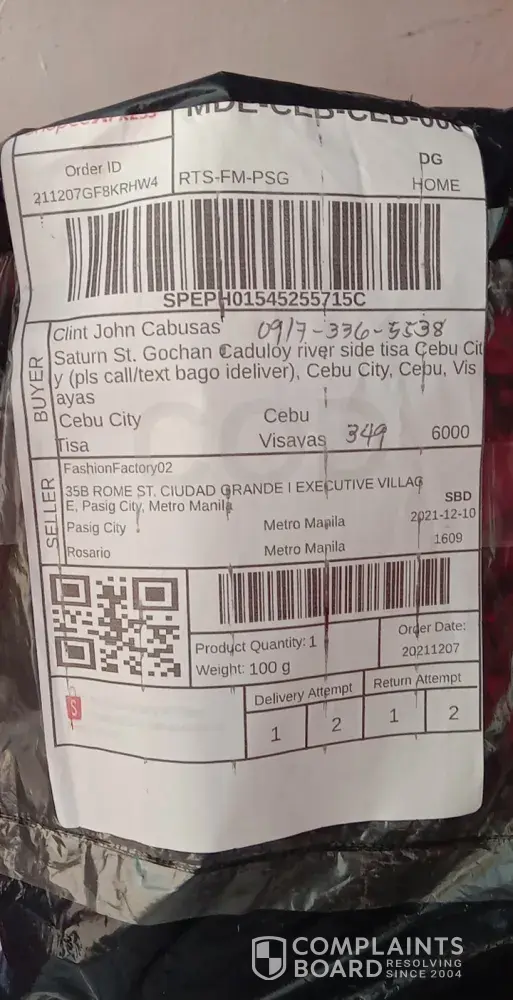 Order ID
211207GF8KRHW4
RTS-FM-PSG
DG
HOME
SPEPH01545255715C
BUYER
Clint John Cabusas 0917-336-5538
Saturn St. Gochan Caduloy river side tisa Cebu Cit
y (pls call/text bago ideliver), Cebu City, Cebu, Vis
ayas
Cebu City Cebu
Tisa Visayas 349 6000
SELLER
FashionFactory02
35B ROME ST. CIUDAD GRANDE I EXECUTIVE VILLAG
E, Pasig City, Metro Manila
SBD
Pasig City Metro Manila 2021-12-10
Rosario Metro Manila 1609
Product Quantity: 1
Weight: 100 g
Order Date:
20211207
Delivery Attempt Return Attempt
1 2 1 2
S
COMPLAINTS
BOARD RESOLVING
SINCE 2004